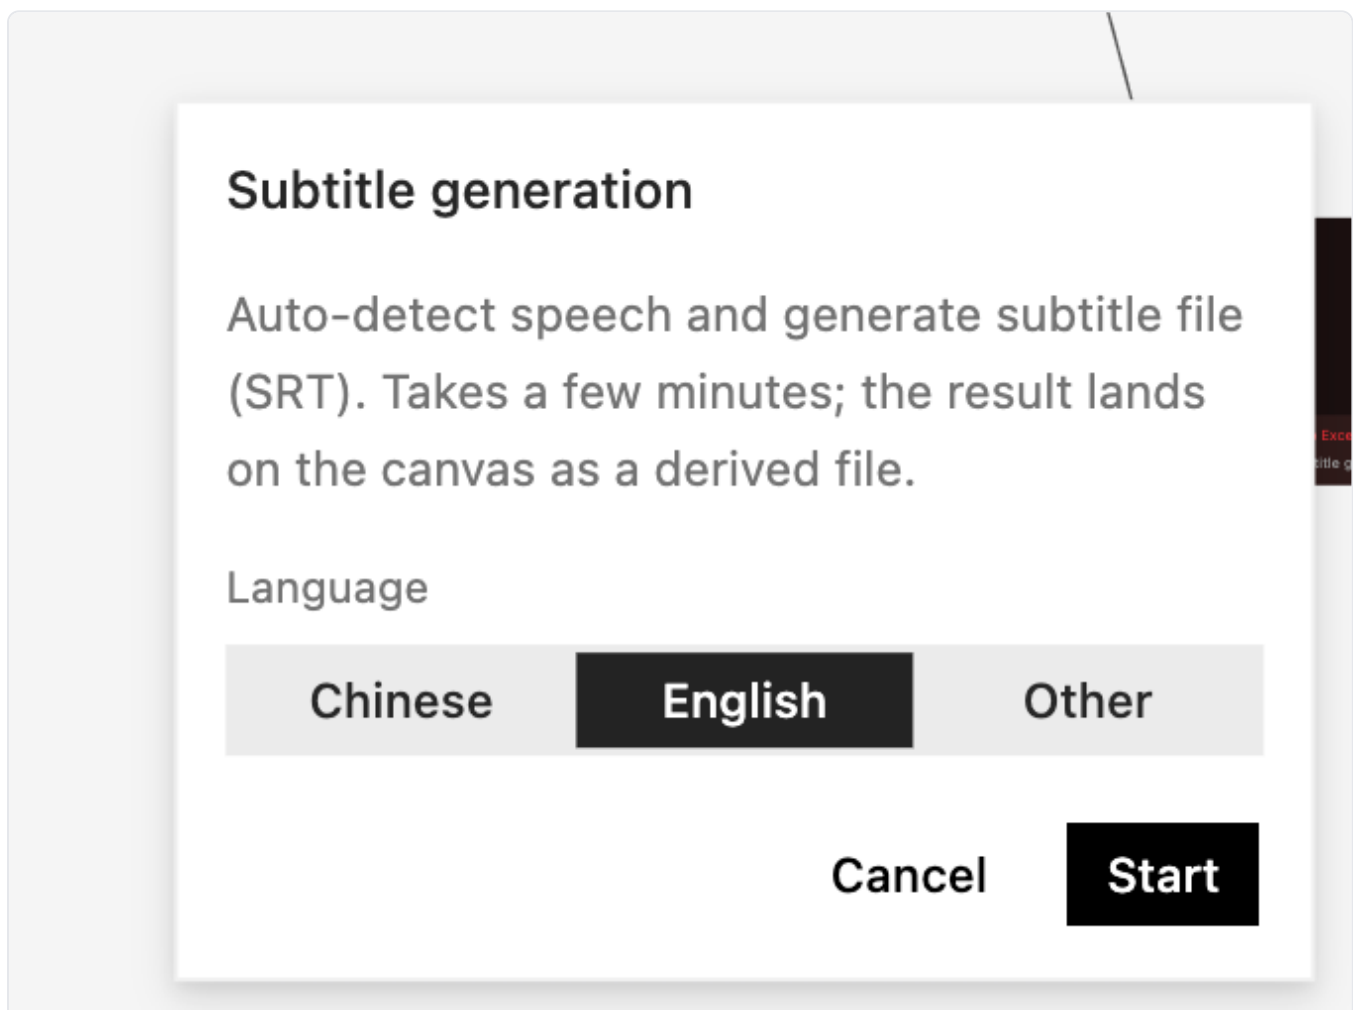 Subtitle generation
Auto-detect speech and generate subtitle file
(SRT). Takes a few minutes; the result lands
on the canvas as a derived file.
Language
Chinese English Other
Cancel Start